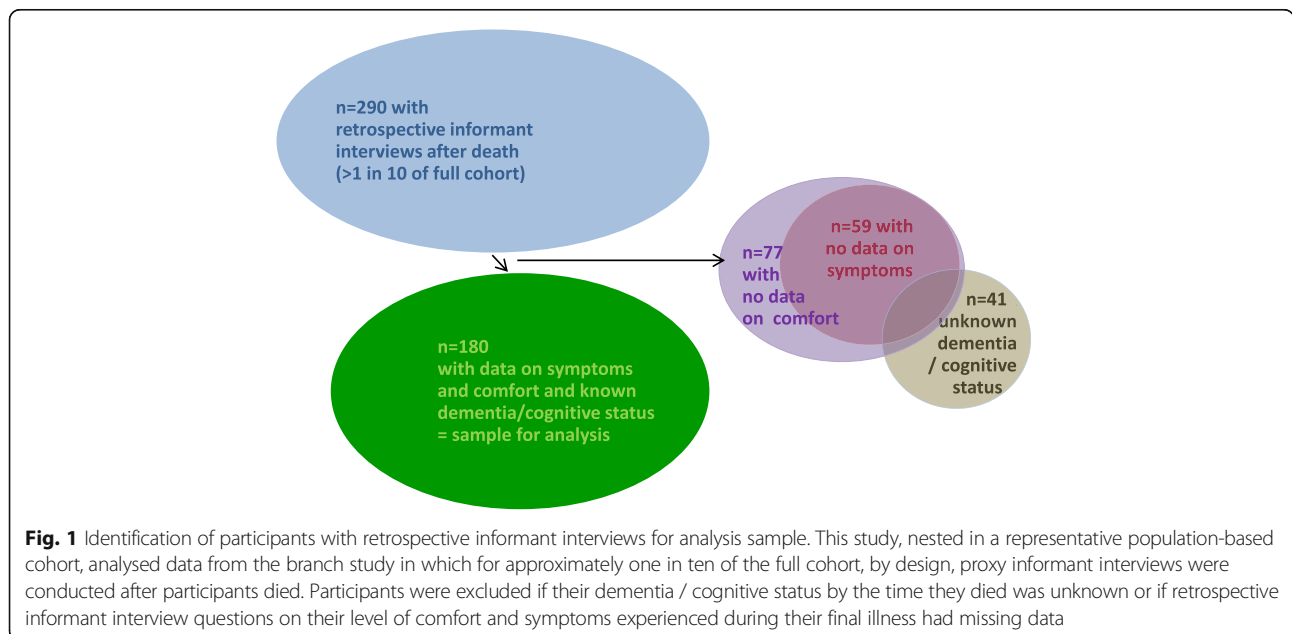 n=290 with
retrospective informant
interviews after death
(>1 in 10 of full cohort)
n=59 with
no data on
symptoms
n=77
with
no data
on comfort
n=41
unknown
dementia
/ cognitive
status
n=180
with data on symptoms
and comfort and known
dementia/cognitive status
= sample for analysis
Fig. 1 Identification of participants with retrospective informant interviews for analysis sample. This study, nested in a representative population-based
cohort, analysed data from the branch study in which for approximately one in ten of the full cohort, by design, proxy informant interviews were
conducted after participants died. Participants were excluded if their dementia / cognitive status by the time they died was unknown or if retrospective
informant interview questions on their level of comfort and symptoms experienced during their final illness had missing data